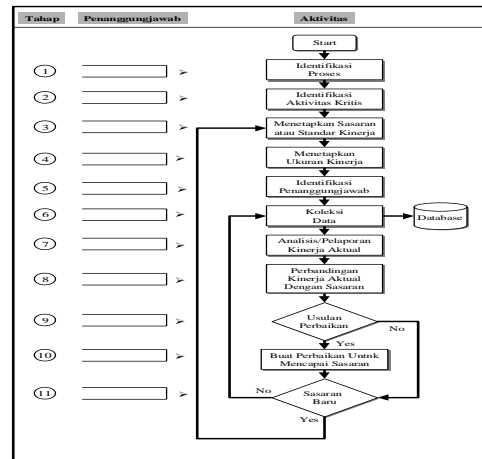 Tahap Penanggungjawab Aktivitas
Start
1 Identifikasi
Proses
2 Identifikasi
Aktivitas Kritis
3 Menetapkan Sasaran
atau Standar Kinerja
4 Menetapkan
Ukuran Kinerja
5 Identifikasi
Penanggungjawab
6 Koleksi
Data
Database
7 Analisis/Pelaporan
Kinerja Aktual
8 Perbandingan
Kinerja Aktual
Dengan Sasaran
9 Usulan
Perbaikan
No
Yes
10 Buat Perbaikan Untnk
Mencapai Sasaran
11 No
Sasaran
Baru
Yes